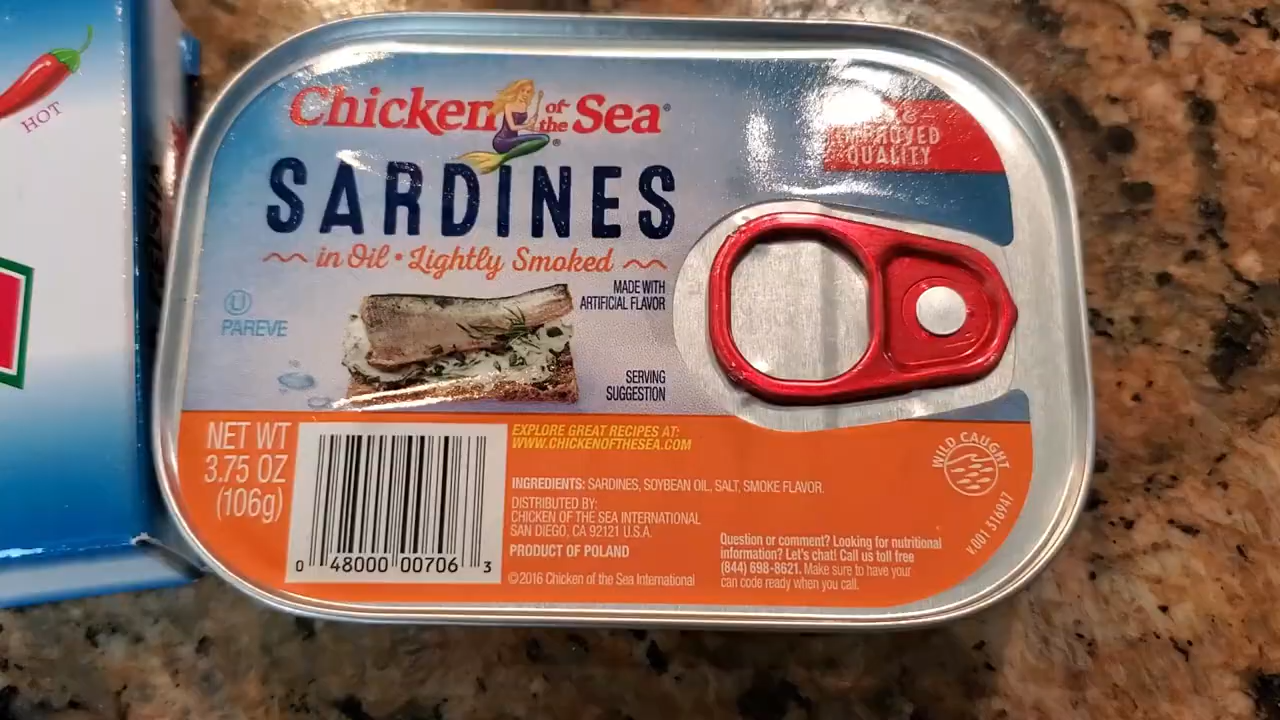 HOT
Chicken of the Sea®
SARDINES
in Oil • Lightly Smoked
IMPROVED
QUALITY
MADE WITH
ARTIFICIAL FLAVOR
U
PAREVE
SERVING
SUGGESTION
NET WT
3.75 OZ
(106g)
0 48000 00706 3
EXPLORE GREAT RECIPES AT:
WWW.CHICKENOFTHESEA.COM
INGREDIENTS: SARDINES, SOYBEAN OIL, SALT, SMOKE FLAVOR.
DISTRIBUTED BY:
CHICKEN OF THE SEA INTERNATIONAL
SAN DIEGO, CA 92121 U.S.A.
PRODUCT OF POLAND
©2016 Chicken of the Sea International
Question or comment? Looking for nutritional
information? Let's chat! Call us toll free
(844) 698-8621. Make sure to have your
can code ready when you call.
WILD CAUGHT
v.001 316947